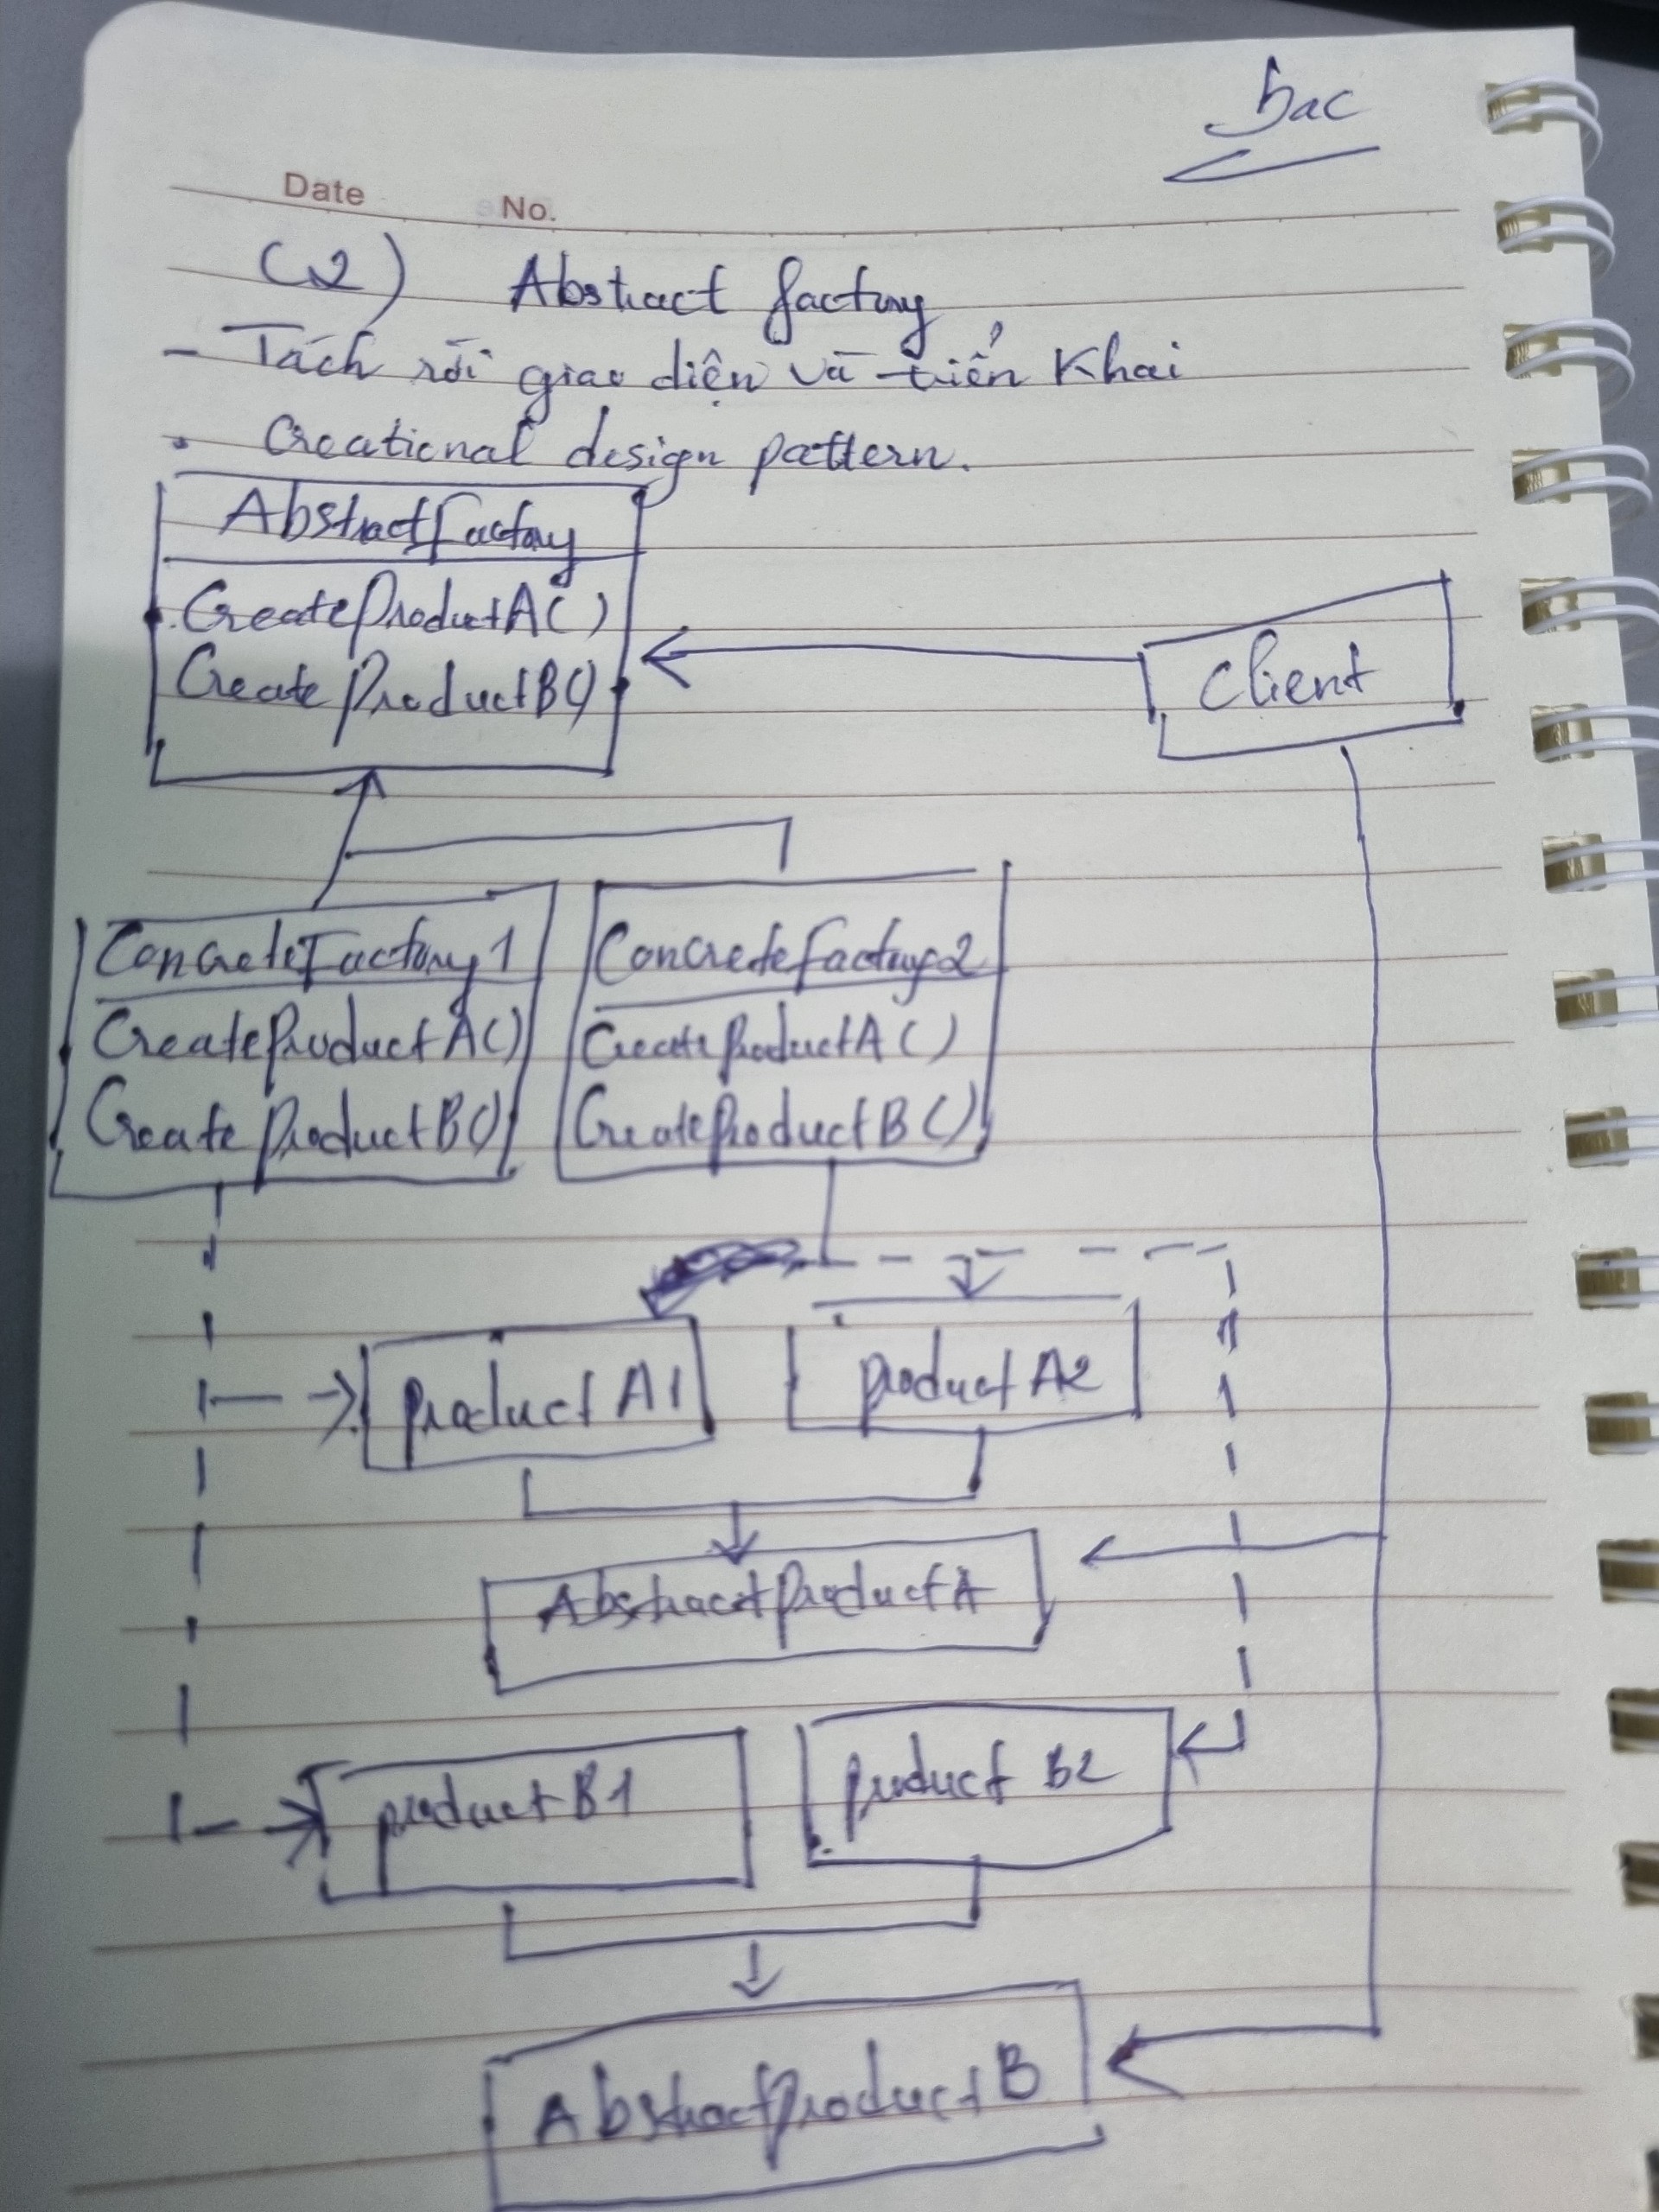 Bac
Date No.
(2) Abstract factory
- Tách rời giao diện và triển khai
. Creational design pattern.
AbstractFactory
CreateProductA()
CreateProductB()
Client
ConcreteFactory1
CreateProductA()
CreateProductB()
ConcreteFactory2
CreateProductA()
CreateProductB()
productA1
productA2
AbstractProductA
productB1
product B2
AbstractProductB